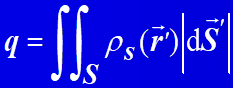 q = ∬_S ρ_s(r⃗') |dS⃗'|